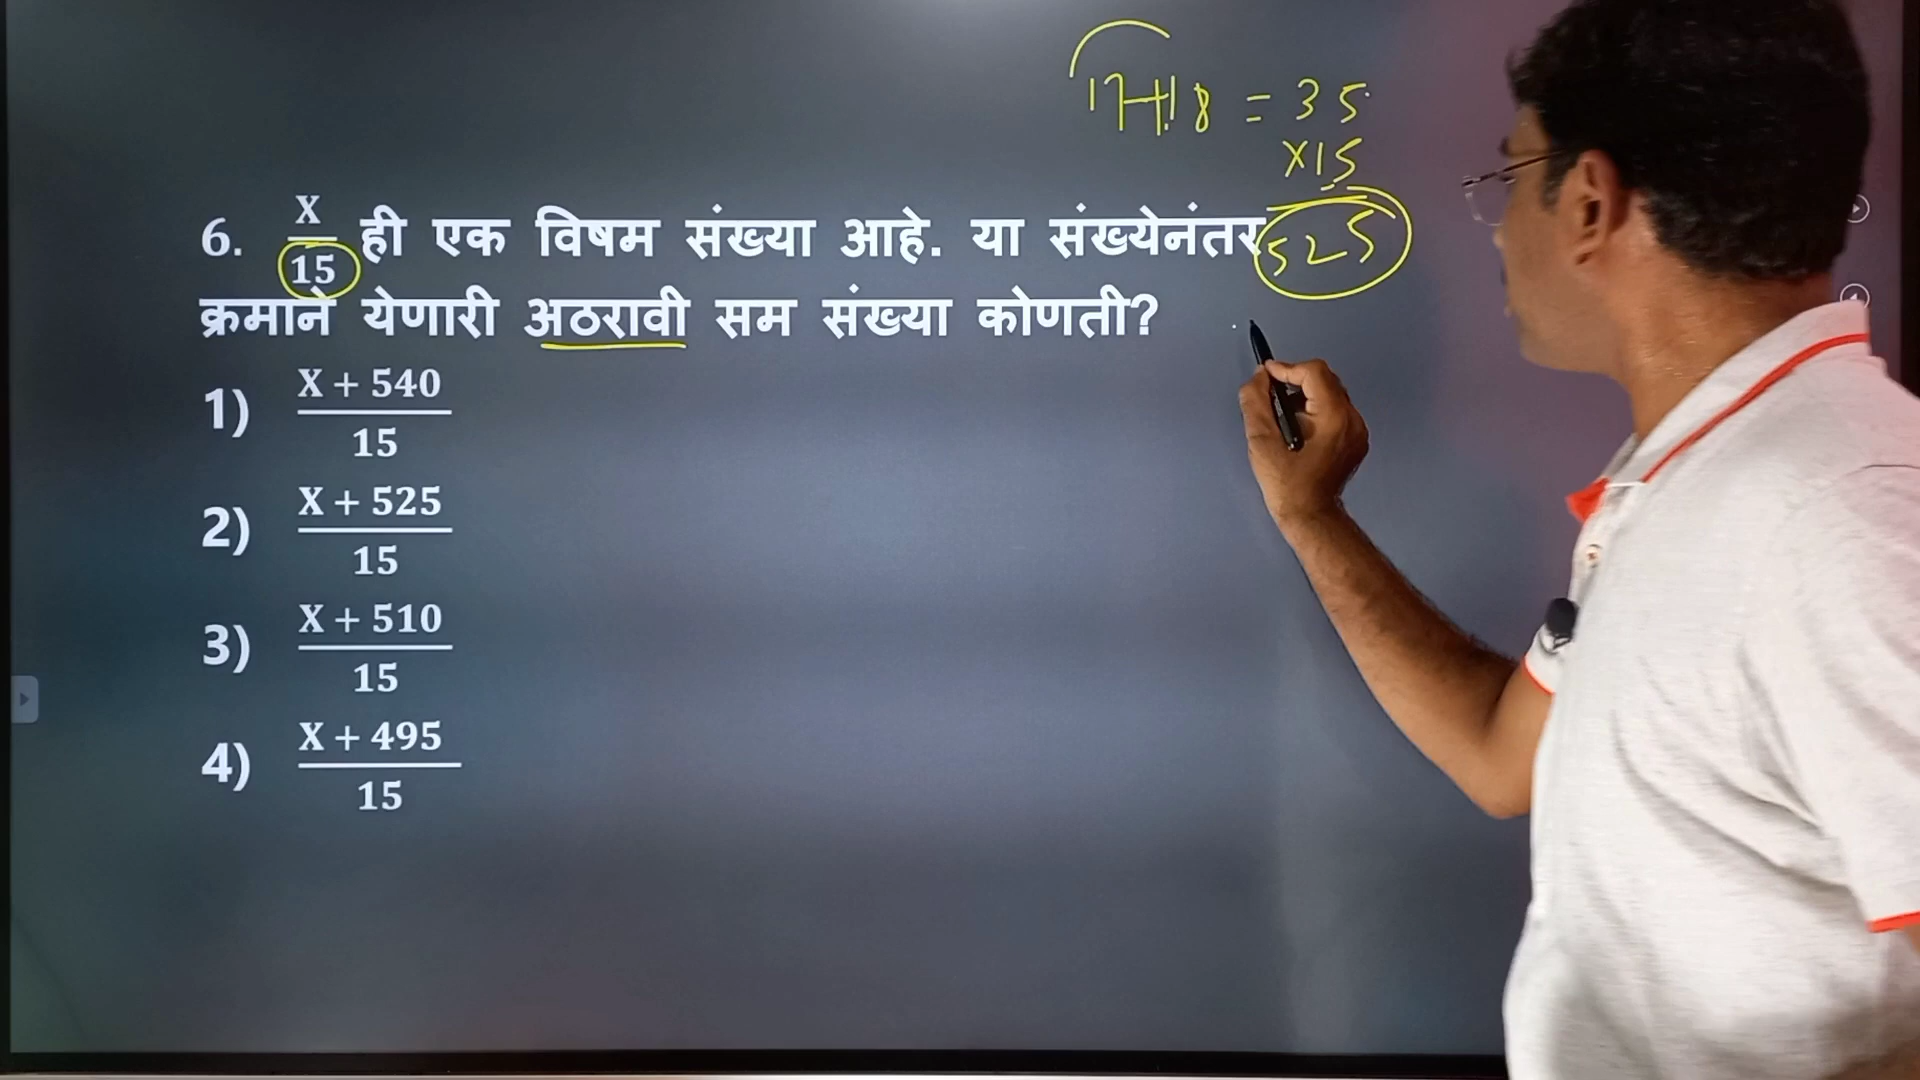 17+18 = 35
x15
525
6. X/15 ही एक विषम संख्या आहे. या संख्येनंतर
क्रमाने येणारी अठरावी सम संख्या कोणती?
1) X + 540
15
2) X + 525
15
3) X + 510
15
4) X + 495
15